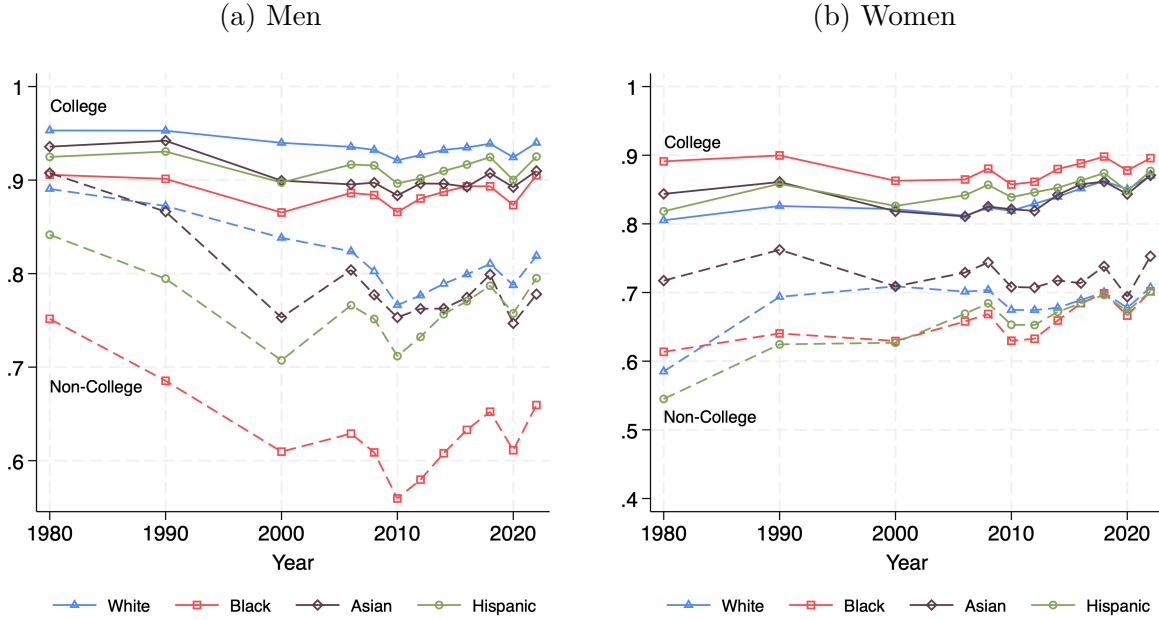 (a) Men
1
College
.9
.8
.7
Non-College
.6
1980 1990 2000 2010 2020
Year
White Black Asian Hispanic
(b) Women
1
College
.9
.8
.7
.6
Non-College
.5
.4
1980 1990 2000 2010 2020
Year
White Black Asian Hispanic